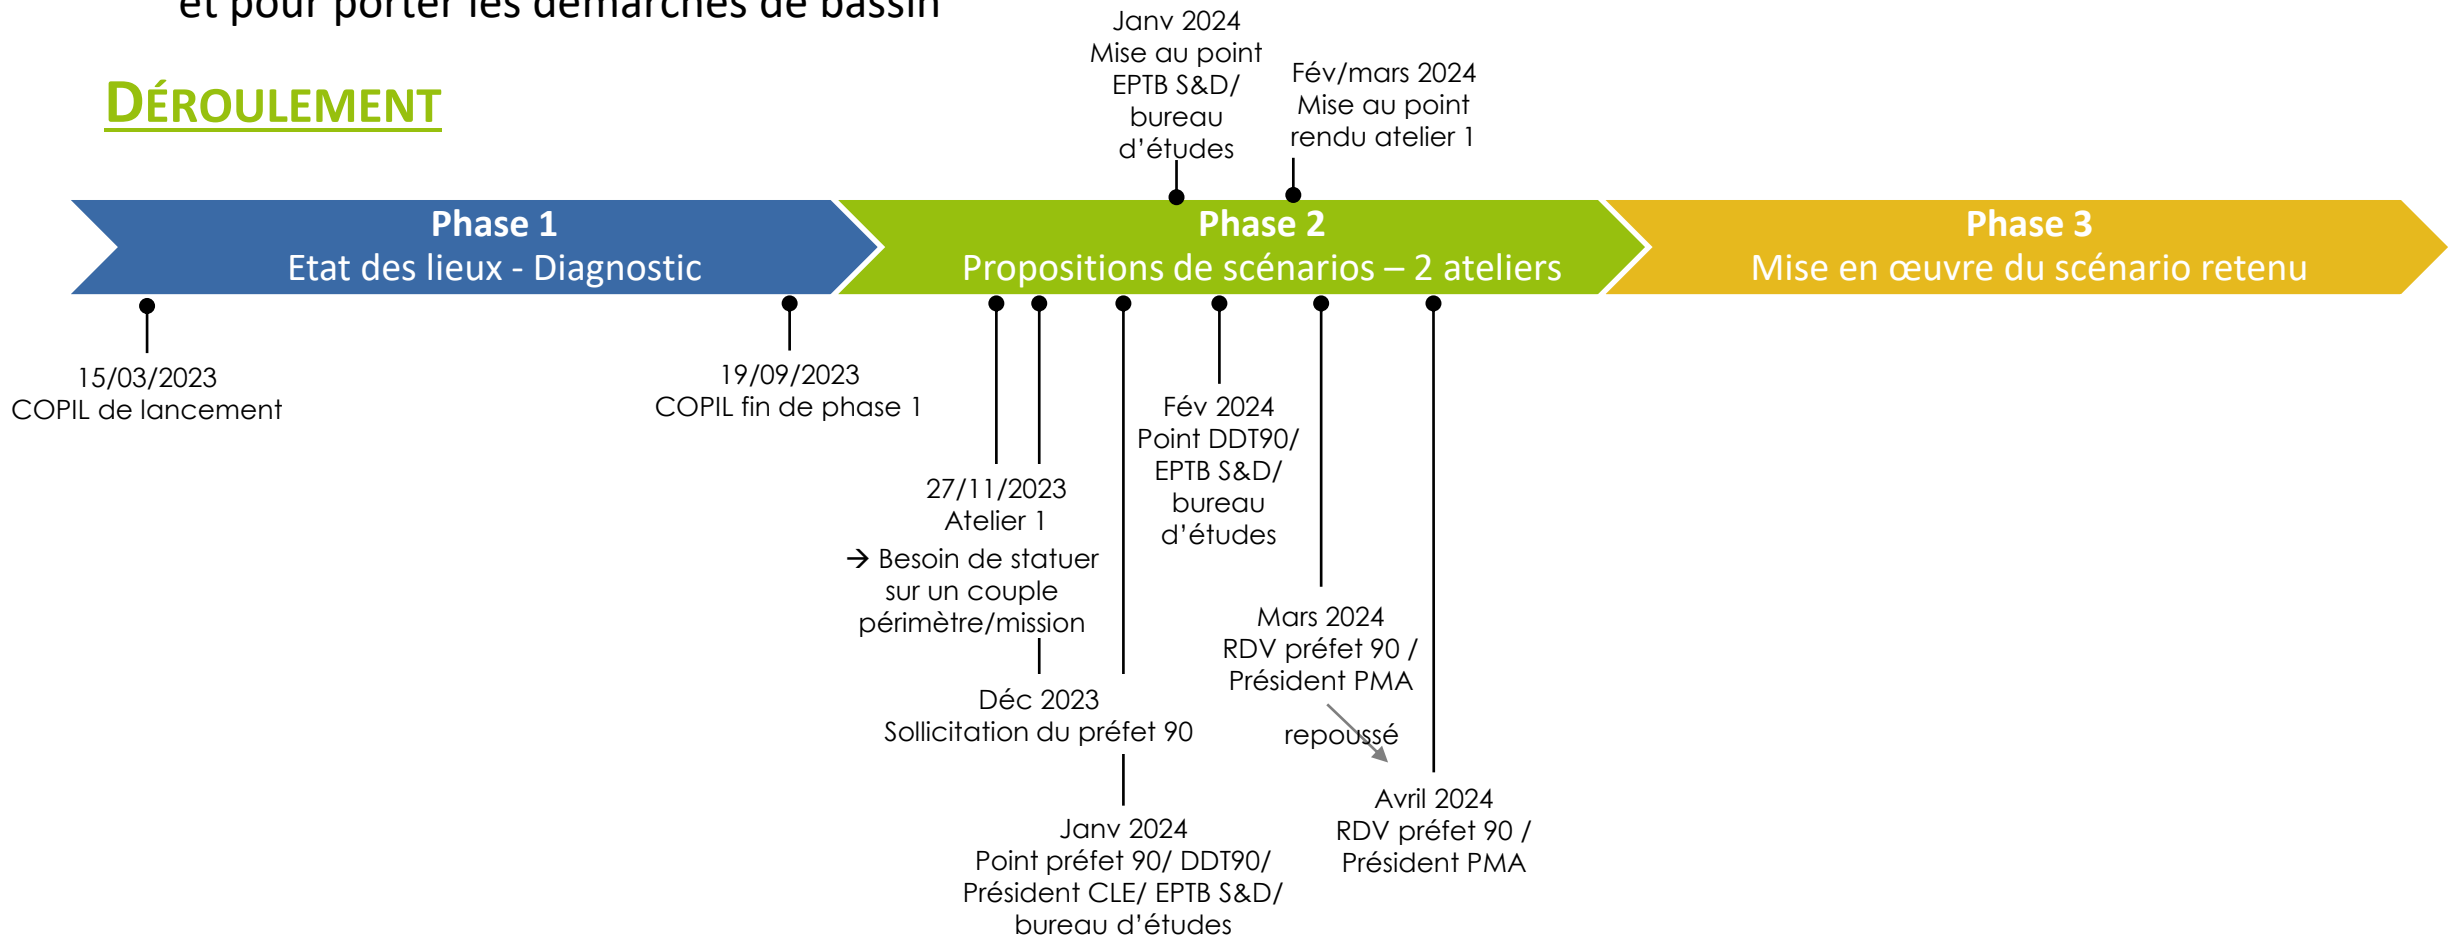 et pour porter les démarches de bassin
DÉROULEMENT
Janv 2024
Mise au point
EPTB S&D/
bureau
d’études
Fév/mars 2024
Mise au point
rendu atelier 1
Phase 1
Etat des lieux - Diagnostic
Phase 2
Propositions de scénarios – 2 ateliers
Phase 3
Mise en œuvre du scénario retenu
15/03/2023
COPIL de lancement
19/09/2023
COPIL fin de phase 1
27/11/2023
Atelier 1
→ Besoin de statuer
sur un couple
périmètre/mission
Déc 2023
Sollicitation du préfet 90
Janv 2024
Point préfet 90/ DDT90/
Président CLE/ EPTB S&D/
bureau d’études
Fév 2024
Point DDT90/
EPTB S&D/
bureau
d’études
Mars 2024
RDV préfet 90 /
Président PMA
repoussé
Avril 2024
RDV préfet 90 /
Président PMA